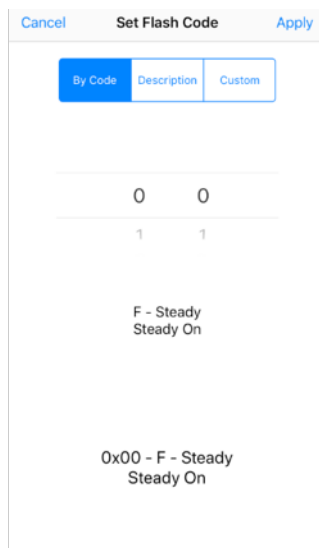 Cancel Set Flash Code Apply
By Code Description Custom
0 0
1 1
F - Steady
Steady On
0x00 - F - Steady
Steady On